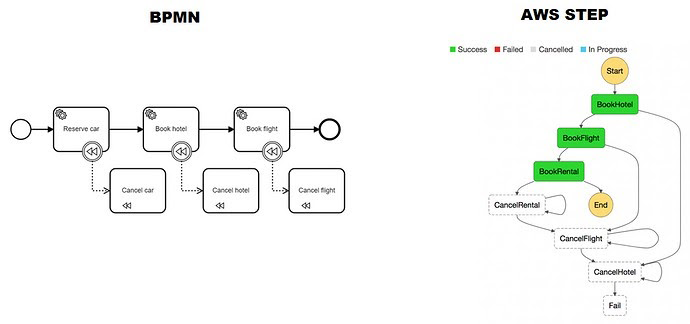 BPMN
AWS STEP
Success
Failed
Cancelled
In Progress
Start
BookHotel
Reserve car
Book hotel
Book flight
BookFlight
BookRental
Cancel car
Cancel hotel
Cancel flight
CancelRental
End
CancelFlight
CancelHotel
Fail